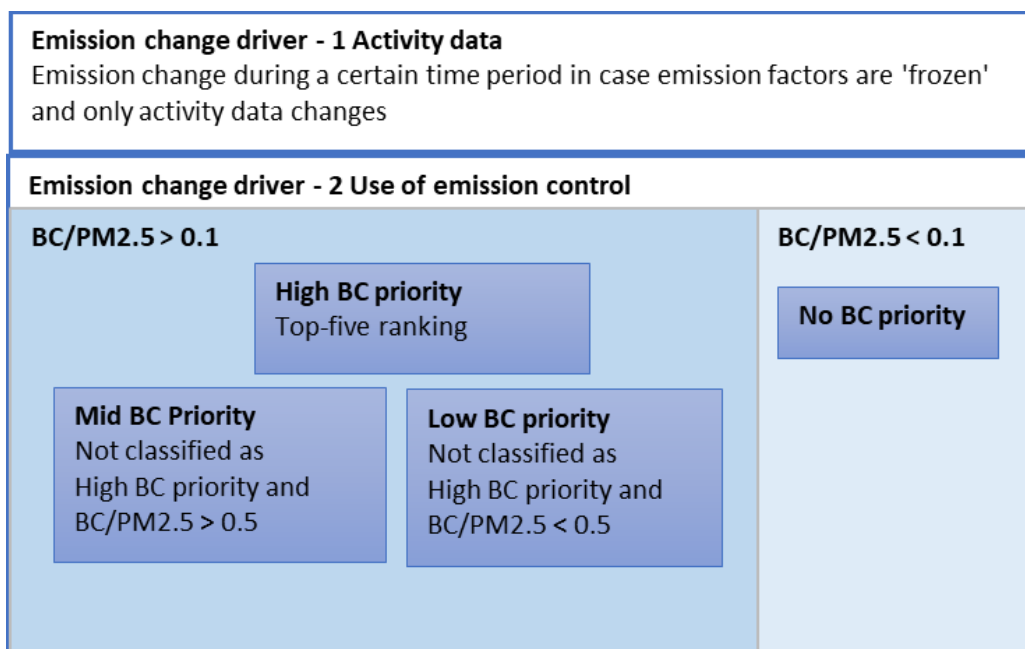 Emission change driver - 1 Activity data
Emission change during a certain time period in case emission factors are 'frozen'
and only activity data changes
Emission change driver - 2 Use of emission control
BC/PM2.5 > 0.1
High BC priority
Top-five ranking
Mid BC Priority
Not classified as
High BC priority and
BC/PM2.5 > 0.5
Low BC priority
Not classified as
High BC priority and
BC/PM2.5 < 0.5
BC/PM2.5 < 0.1
No BC priority